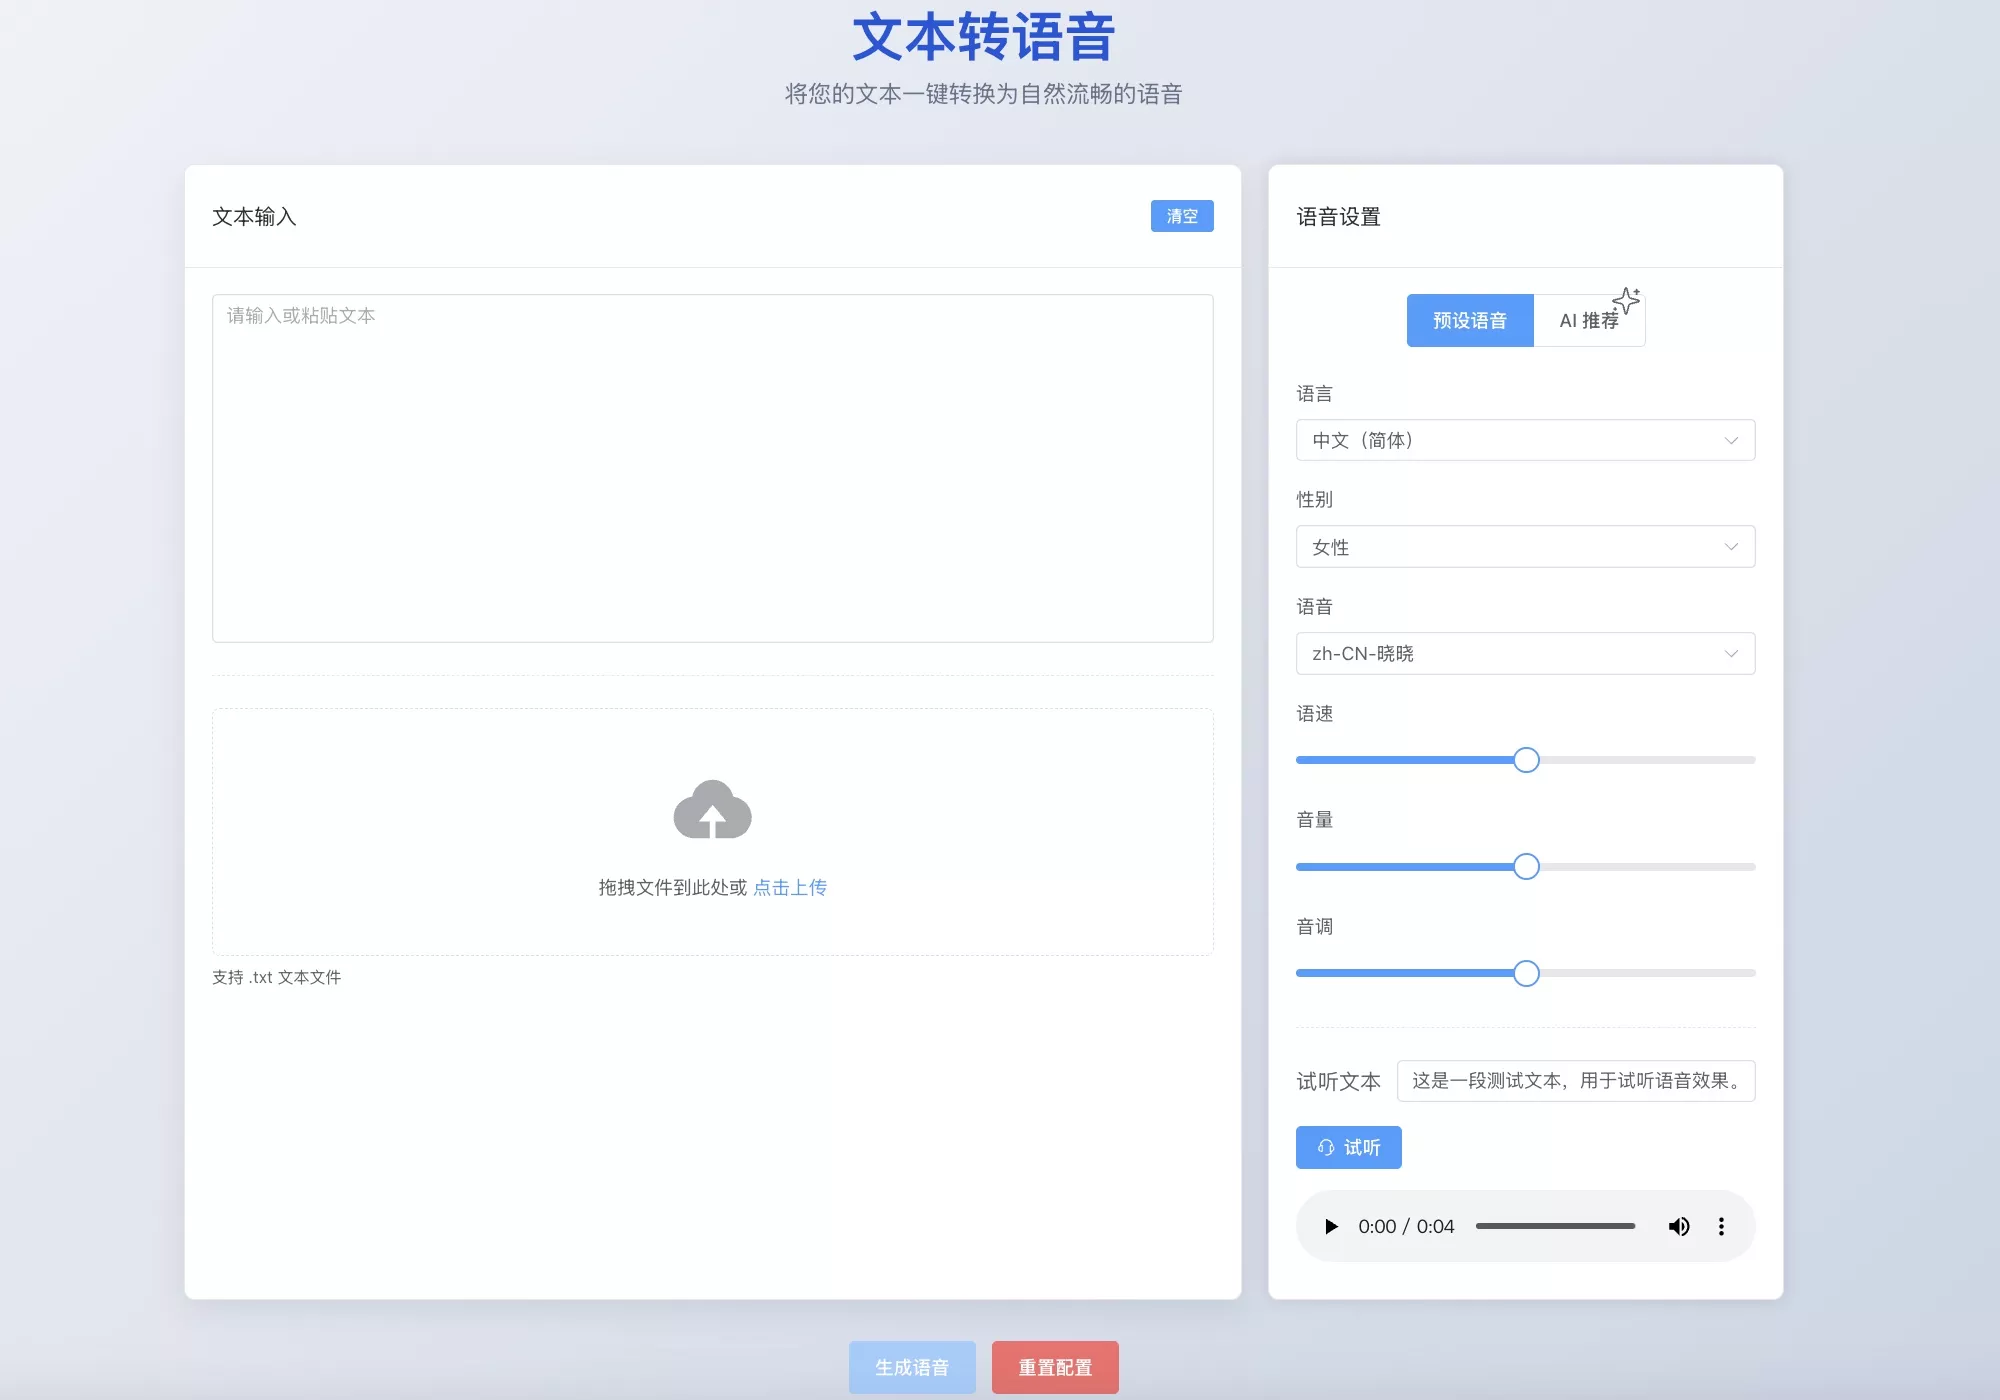 文本转语音
将您的文本一键转换为自然流畅的语音
文本输入
清空
请输入或粘贴文本
拖拽文件到此处或 点击上传
支持 .txt 文本文件
语音设置
预设语音
AI 推荐
语言
中文（简体）
性别
女性
语音
zh-CN-晓晓
语速
音量
音调
试听文本
这是一段测试文本，用于试听语音效果。
试听
0:00 / 0:04
生成语音
重置配置